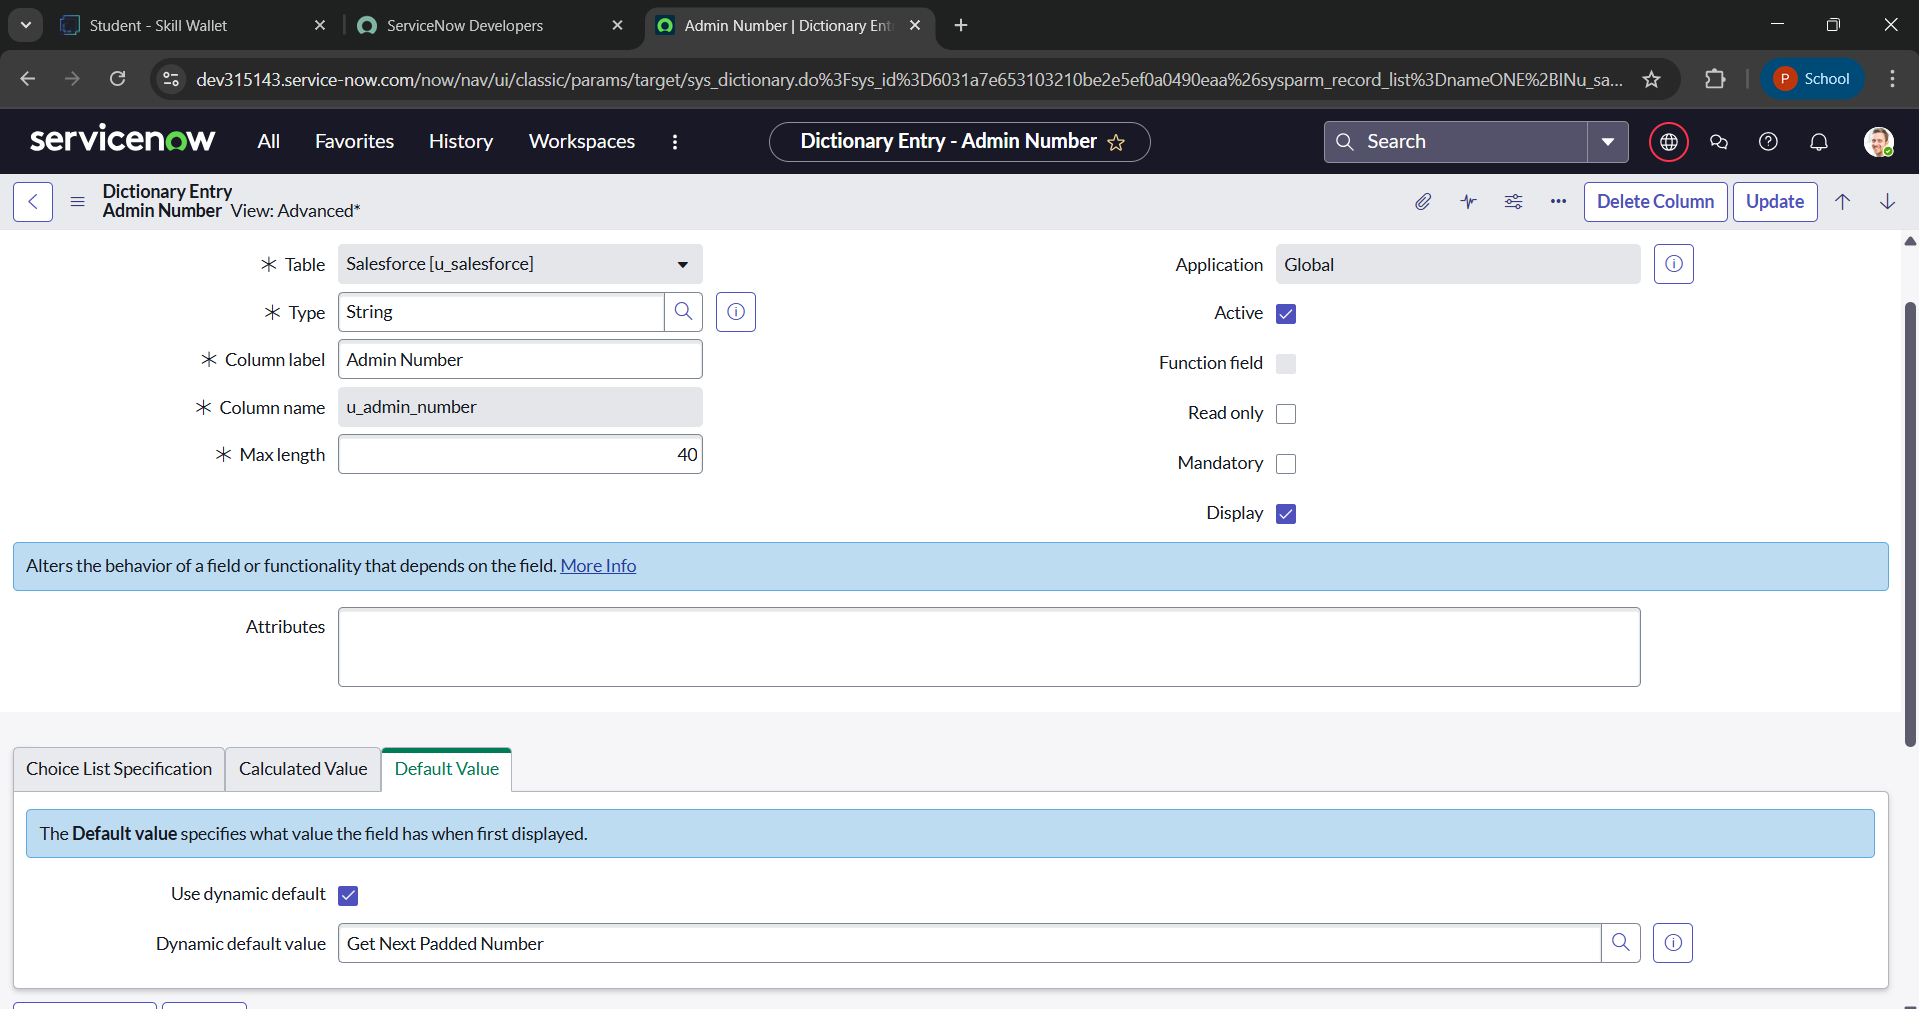 Student - Skill Wallet
ServiceNow Developers
Admin Number | Dictionary Ent
dev315143.service-now.com/now/nav/ui/classic/params/target/sys_dictionary.do%3Fsys_id%3D6031a7e653103210be2e5ef0a0490eaa%26sysparm_record_list%3DnameONE%2BINu_sa...
P School
servicenow All Favorites History Workspaces
Dictionary Entry - Admin Number
Search
Dictionary Entry
Admin Number View: Advanced*
Delete Column
Update
Table Salesforce [u_salesforce]
Application Global
Type String
Active
Column label Admin Number
Function field
Column name u_admin_number
Read only
Max length 40
Mandatory
Display
Alters the behavior of a field or functionality that depends on the field. More Info
Attributes
Choice List Specification Calculated Value Default Value
The Default value specifies what value the field has when first displayed.
Use dynamic default
Dynamic default value Get Next Padded Number